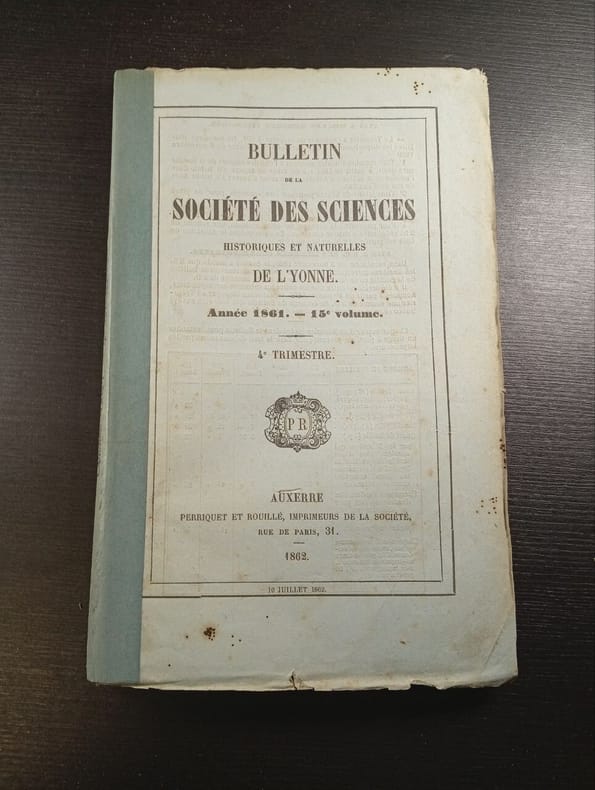 BULLETIN
DE LA
SOCIÉTÉ DES SCIENCES
HISTORIQUES ET NATURELLES
DE L'YONNE.
Année 1861. — 15e volume.
4e TRIMESTRE.
PR
AUXERRE
PERRIQUET ET ROUILLÉ, IMPRIMEURS DE LA SOCIÉTÉ,
RUE DE PARIS, 31.
1862.
10 JUILLET 1862.